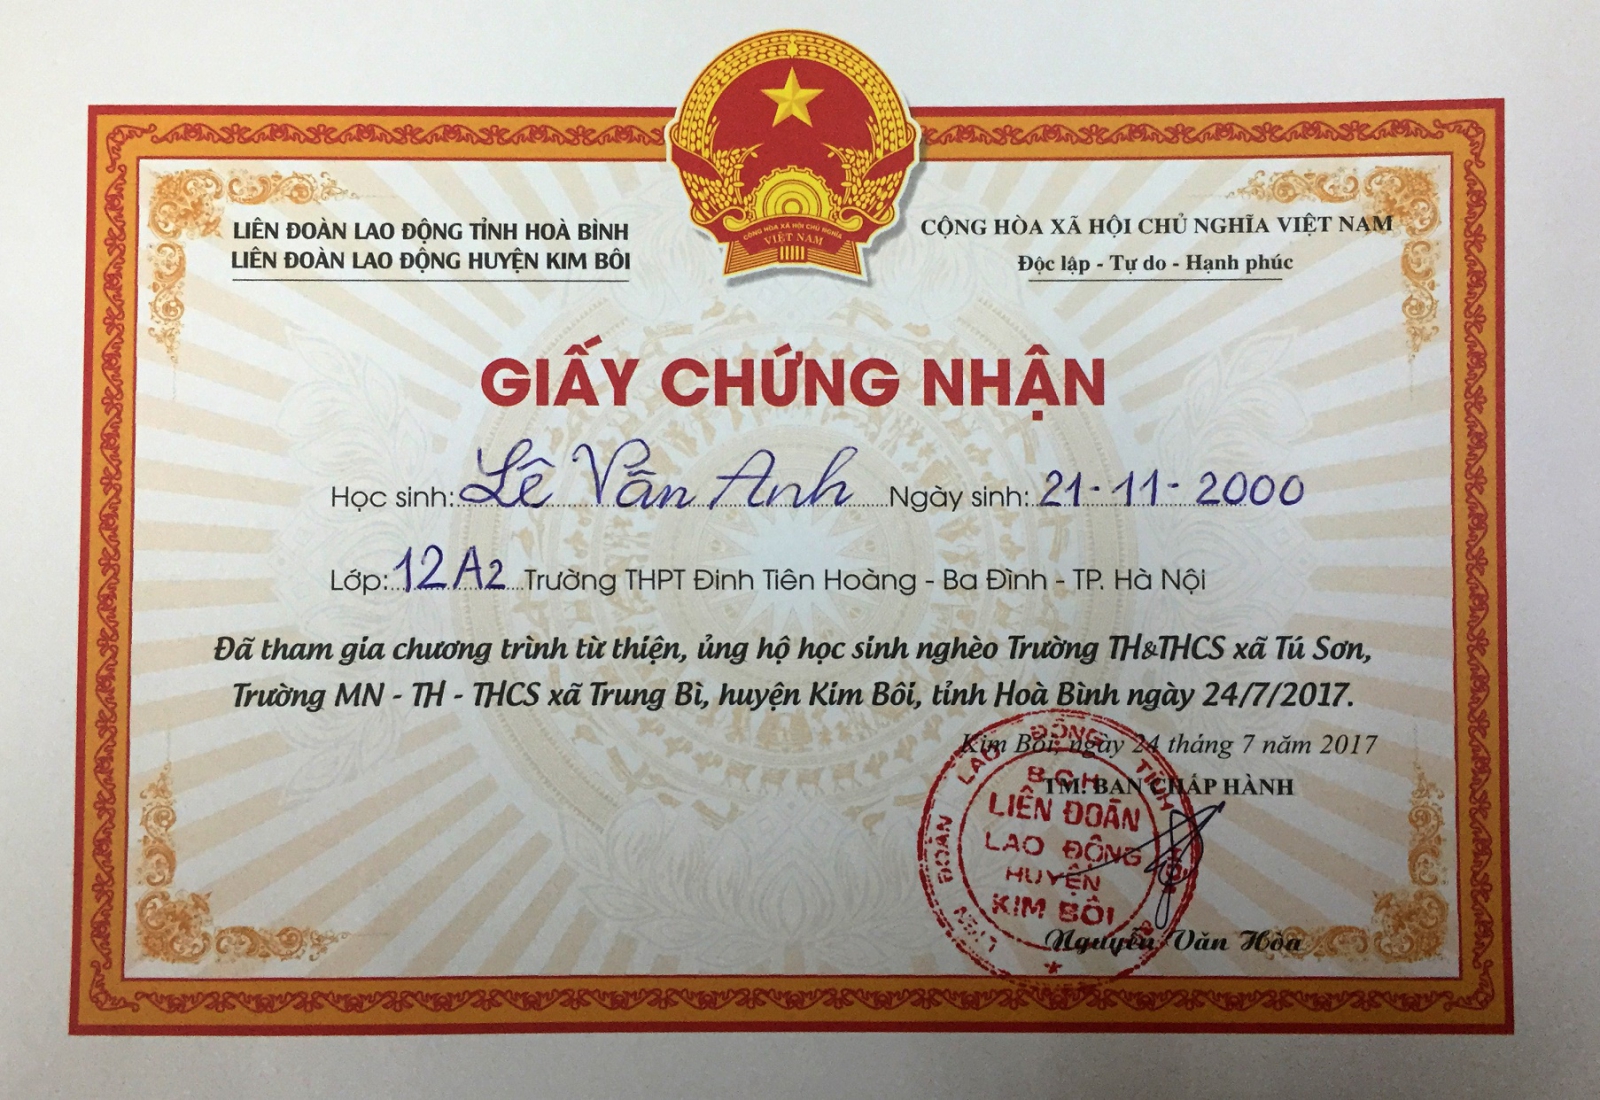 CỘNG HÒA XÃ HỘI CHỦ NGHĨA
VIỆT NAM
LIÊN ĐOÀN LAO ĐỘNG TỈNH HOÀ BÌNH
LIÊN ĐOÀN LAO ĐỘNG HUYỆN KIM BÔI
CỘNG HÒA XÃ HỘI CHỦ NGHĨA VIỆT NAM
Độc lập - Tự do - Hạnh phúc
GIẤY CHỨNG NHẬN
Học sinh: Lê Vân Anh Ngày sinh: 21-11-2000
Lớp: 12A2 Trường THPT Đinh Tiên Hoàng - Ba Đình - TP. Hà Nội
Đã tham gia chương trình từ thiện, ủng hộ học sinh nghèo Trường TH&THCS xã Tú Sơn,
Trường MN - TH - THCS xã Trung Bì, huyện Kim Bôi, tỉnh Hoà Bình ngày 24/7/2017.
Kim Bôi, ngày 24 tháng 7 năm 2017
TM. BAN CHẤP HÀNH
LIÊN ĐOÀN LAO ĐỘNG TỈNH
B.C.H
LIÊN ĐOÀN
LAO ĐỘNG
HUYỆN
KIM BÔI
Nguyễn Văn Hòa